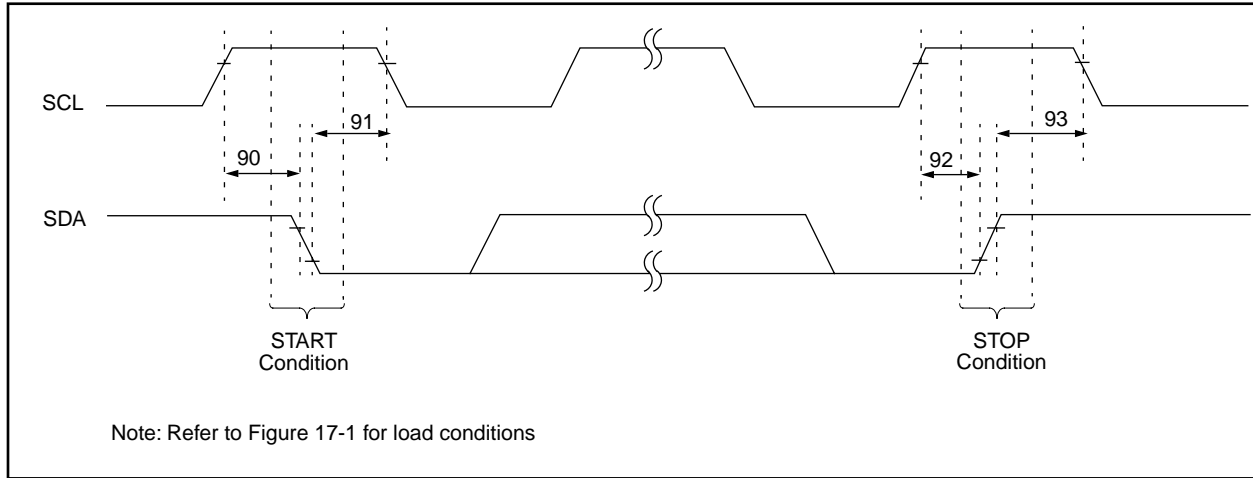 SCL
91
93
90
92
SDA
START
Condition
STOP
Condition
Note: Refer to Figure 17-1 for load conditions